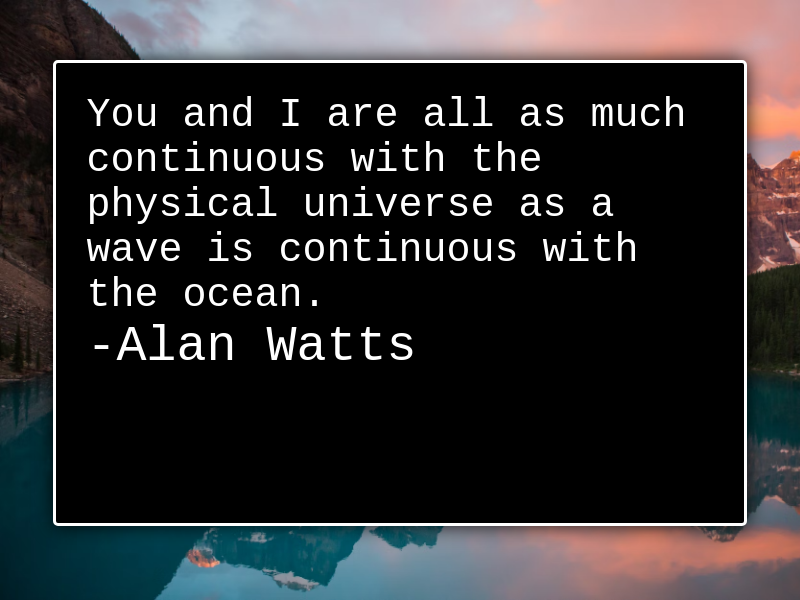 You and I are all as much
continuous with the
physical universe as a
wave is continuous with
the ocean.
-Alan Watts